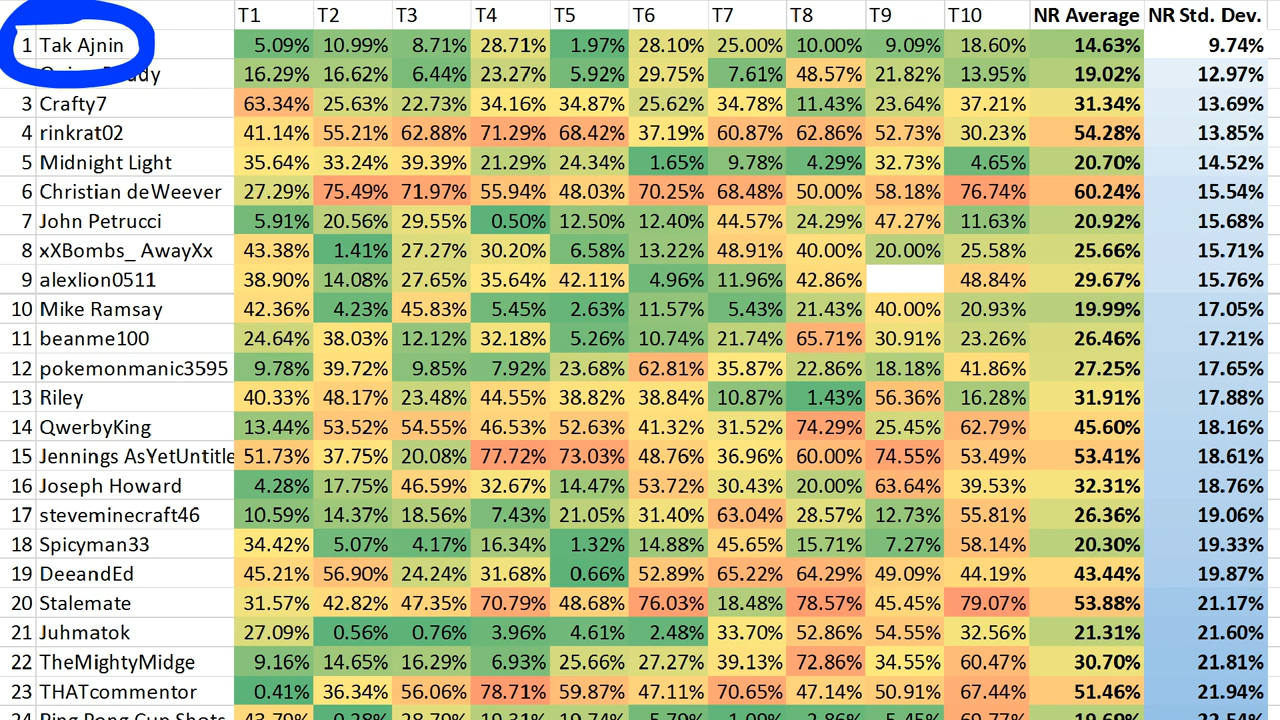 T1 T2 T3 T4 T5 T6 T7 T8 T9 T10 NR Average NR Std. Dev.
1 Tak Ajnin 5.09% 10.99% 8.71% 28.71% 1.97% 28.10% 25.00% 10.00% 9.09% 18.60% 14.63% 9.74%
16.29% 16.62% 6.44% 23.27% 5.92% 29.75% 7.61% 48.57% 21.82% 13.95% 19.02% 12.97%
3 Crafty7 63.34% 25.63% 22.73% 34.16% 34.87% 25.62% 34.78% 11.43% 23.64% 37.21% 31.34% 13.69%
4 rinkrat02 41.14% 55.21% 62.88% 71.29% 68.42% 37.19% 60.87% 62.86% 52.73% 30.23% 54.28% 13.85%
5 Midnight Light 35.64% 33.24% 39.39% 21.29% 24.34% 1.65% 9.78% 4.29% 32.73% 4.65% 20.70% 14.52%
6 Christian deWeever 27.29% 75.49% 71.97% 55.94% 48.03% 70.25% 68.48% 50.00% 58.18% 76.74% 60.24% 15.54%
7 John Petrucci 5.91% 20.56% 29.55% 0.50% 12.50% 12.40% 44.57% 24.29% 47.27% 11.63% 20.92% 15.68%
8 xXBombs_ AwayXx 43.38% 1.41% 27.27% 30.20% 6.58% 13.22% 48.91% 40.00% 20.00% 25.58% 25.66% 15.71%
9 alexlion0511 38.90% 14.08% 27.65% 35.64% 42.11% 4.96% 11.96% 42.86% 48.84% 29.67% 15.76%
10 Mike Ramsay 42.36% 4.23% 45.83% 5.45% 2.63% 11.57% 5.43% 21.43% 40.00% 20.93% 19.99% 17.05%
11 beanme100 24.64% 38.03% 12.12% 32.18% 5.26% 10.74% 21.74% 65.71% 30.91% 23.26% 26.46% 17.21%
12 pokemonmanic3595 9.78% 39.72% 9.85% 7.92% 23.68% 62.81% 35.87% 22.86% 18.18% 41.86% 27.25% 17.65%
13 Riley 40.33% 48.17% 23.48% 44.55% 38.82% 38.84% 10.87% 1.43% 56.36% 16.28% 31.91% 17.88%
14 QwerbyKing 13.44% 53.52% 54.55% 46.53% 52.63% 41.32% 31.52% 74.29% 25.45% 62.79% 45.60% 18.16%
15 Jennings AsYetUntitle 51.73% 37.75% 20.08% 77.72% 73.03% 48.76% 36.96% 60.00% 74.55% 53.49% 53.41% 18.61%
16 Joseph Howard 4.28% 17.75% 46.59% 32.67% 14.47% 53.72% 30.43% 20.00% 63.64% 39.53% 32.31% 18.76%
17 steveminecraft46 10.59% 14.37% 18.56% 7.43% 21.05% 31.40% 63.04% 28.57% 12.73% 55.81% 26.36% 19.06%
18 Spicyman33 34.42% 5.07% 4.17% 16.34% 1.32% 14.88% 45.65% 15.71% 7.27% 58.14% 20.30% 19.33%
19 DeeandEd 45.21% 56.90% 24.24% 31.68% 0.66% 52.89% 65.22% 64.29% 49.09% 44.19% 43.44% 19.87%
20 Stalemate 31.57% 42.82% 47.35% 70.79% 48.68% 76.03% 18.48% 78.57% 45.45% 79.07% 53.88% 21.17%
21 Juhmatok 27.09% 0.56% 0.76% 3.96% 4.61% 2.48% 33.70% 52.86% 54.55% 32.56% 21.31% 21.60%
22 TheMightyMidge 9.16% 14.65% 16.29% 6.93% 25.66% 27.27% 39.13% 72.86% 34.55% 60.47% 30.70% 21.81%
23 THATcommentor 0.41% 36.34% 56.06% 78.71% 59.87% 47.11% 70.65% 47.14% 50.91% 67.44% 51.46% 21.94%